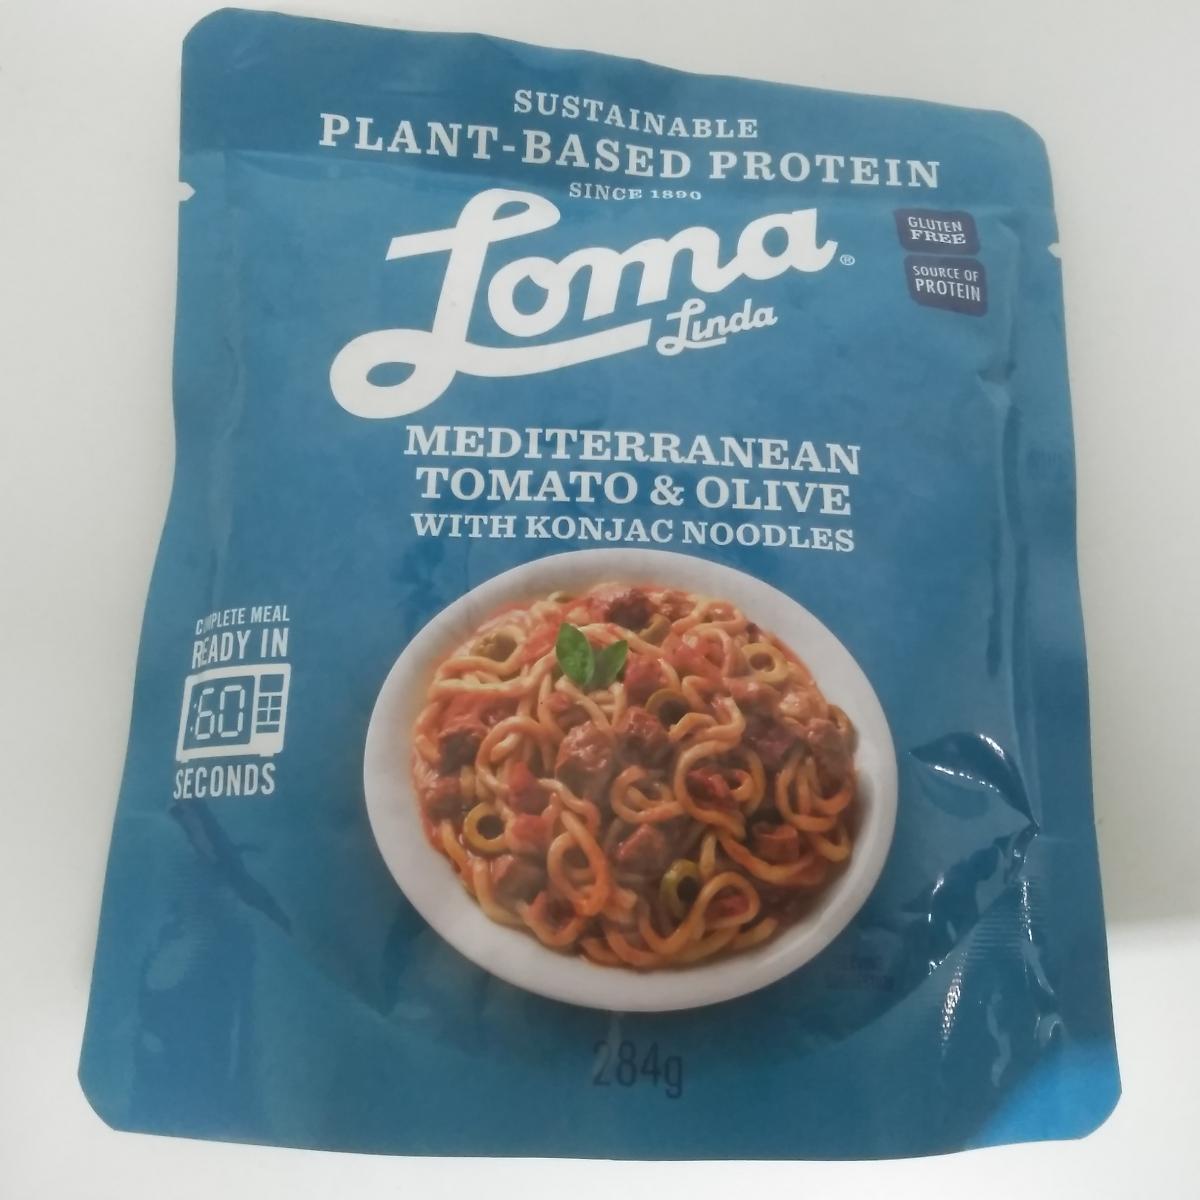 SUSTAINABLE
PLANT-BASED PROTEIN
SINCE 1890
Loma®
Linda
GLUTEN
FREE
SOURCE OF
PROTEIN
MEDITERRANEAN
TOMATO & OLIVE
WITH KONJAC NOODLES
COMPLETE MEAL
READY IN
:60
SECONDS
284g